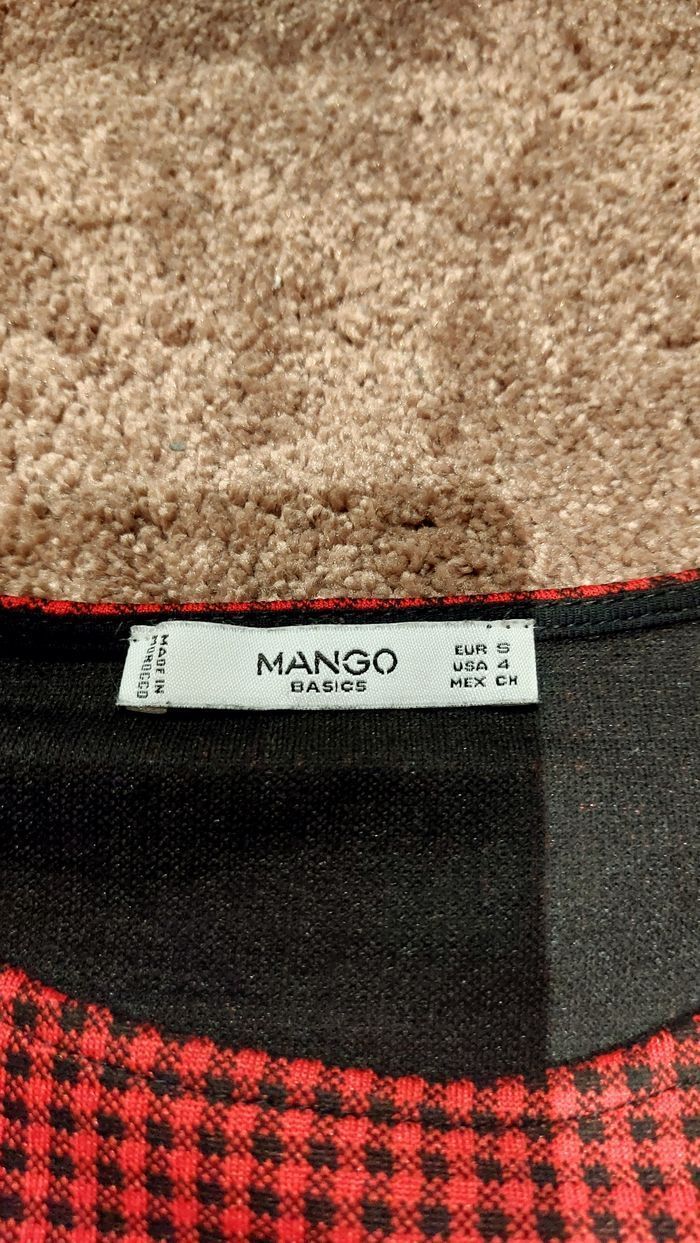 MADE IN
MOROCCO
MANGO
BASICS
EUR S
USA 4
MEX CH